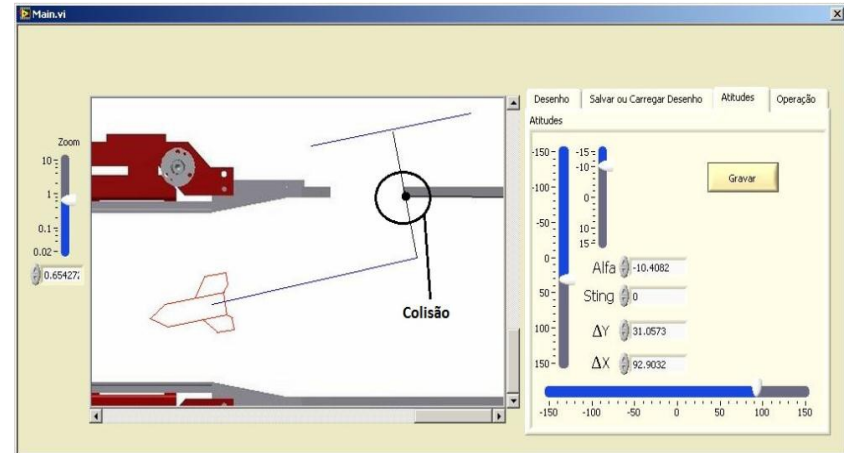 Main.vi
Desenho Salvar ou Carregar Desenho Atitudes Operação
Atitudes
Zoom
10
1
0.1
0.02
0.65427
Colisão
-150
-100
-50
0
50
100
150
-15
-10
0
10
15
Gravar
Alfa -10.4082
Sting 0
ΔY 31.0573
ΔX 92.9032
-150 -100 -50 0 50 100 150